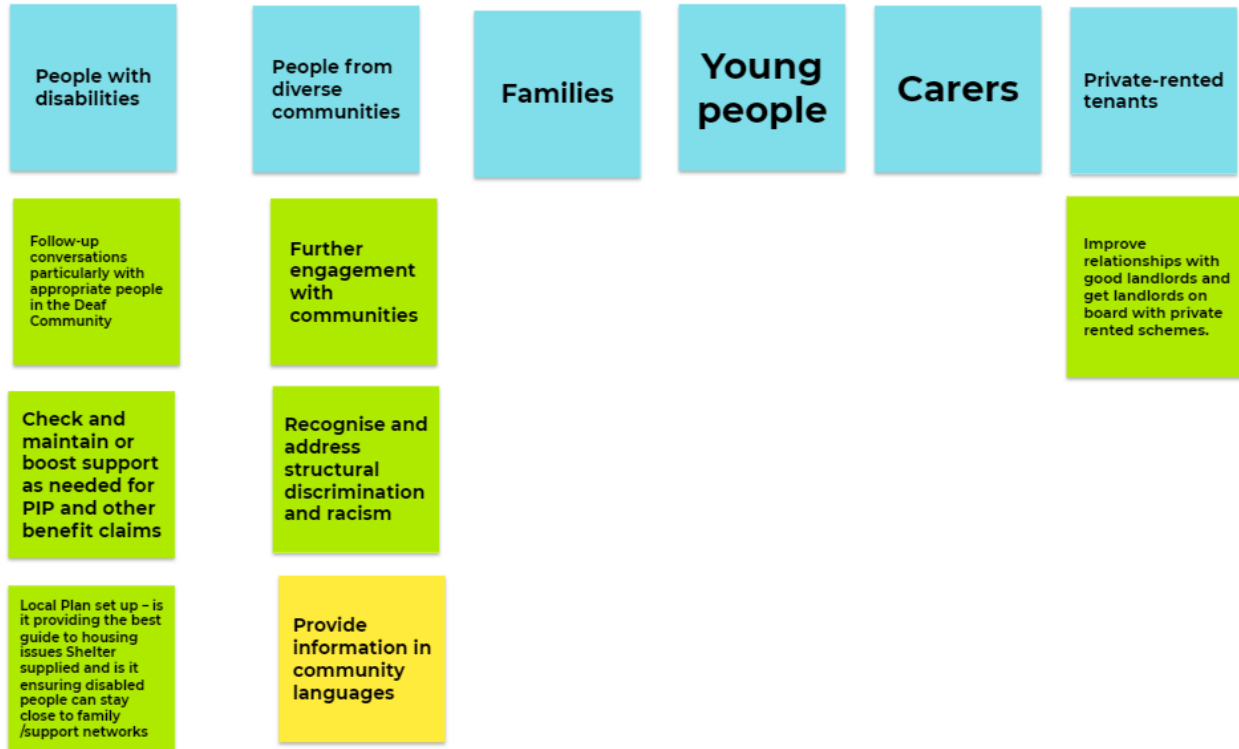 People with
disabilities
People from
diverse
communities
Families
Young
people
Carers
Private-rented
tenants
Follow-up
conversations
particularly with
appropriate people
in the Deaf
Community
Further
engagement
with
communities
Improve
relationships with
good landlords and
get landlords on
board with private
rented schemes.
Check and
maintain or
boost support
as needed for
PIP and other
benefit claims
Recognise and
address
structural
discrimination
and racism
Local Plan set up – is
it providing the best
guide to housing
issues Shelter
supplied and is it
ensuring disabled
people can stay
close to family
/support networks
Provide
information in
community
languages